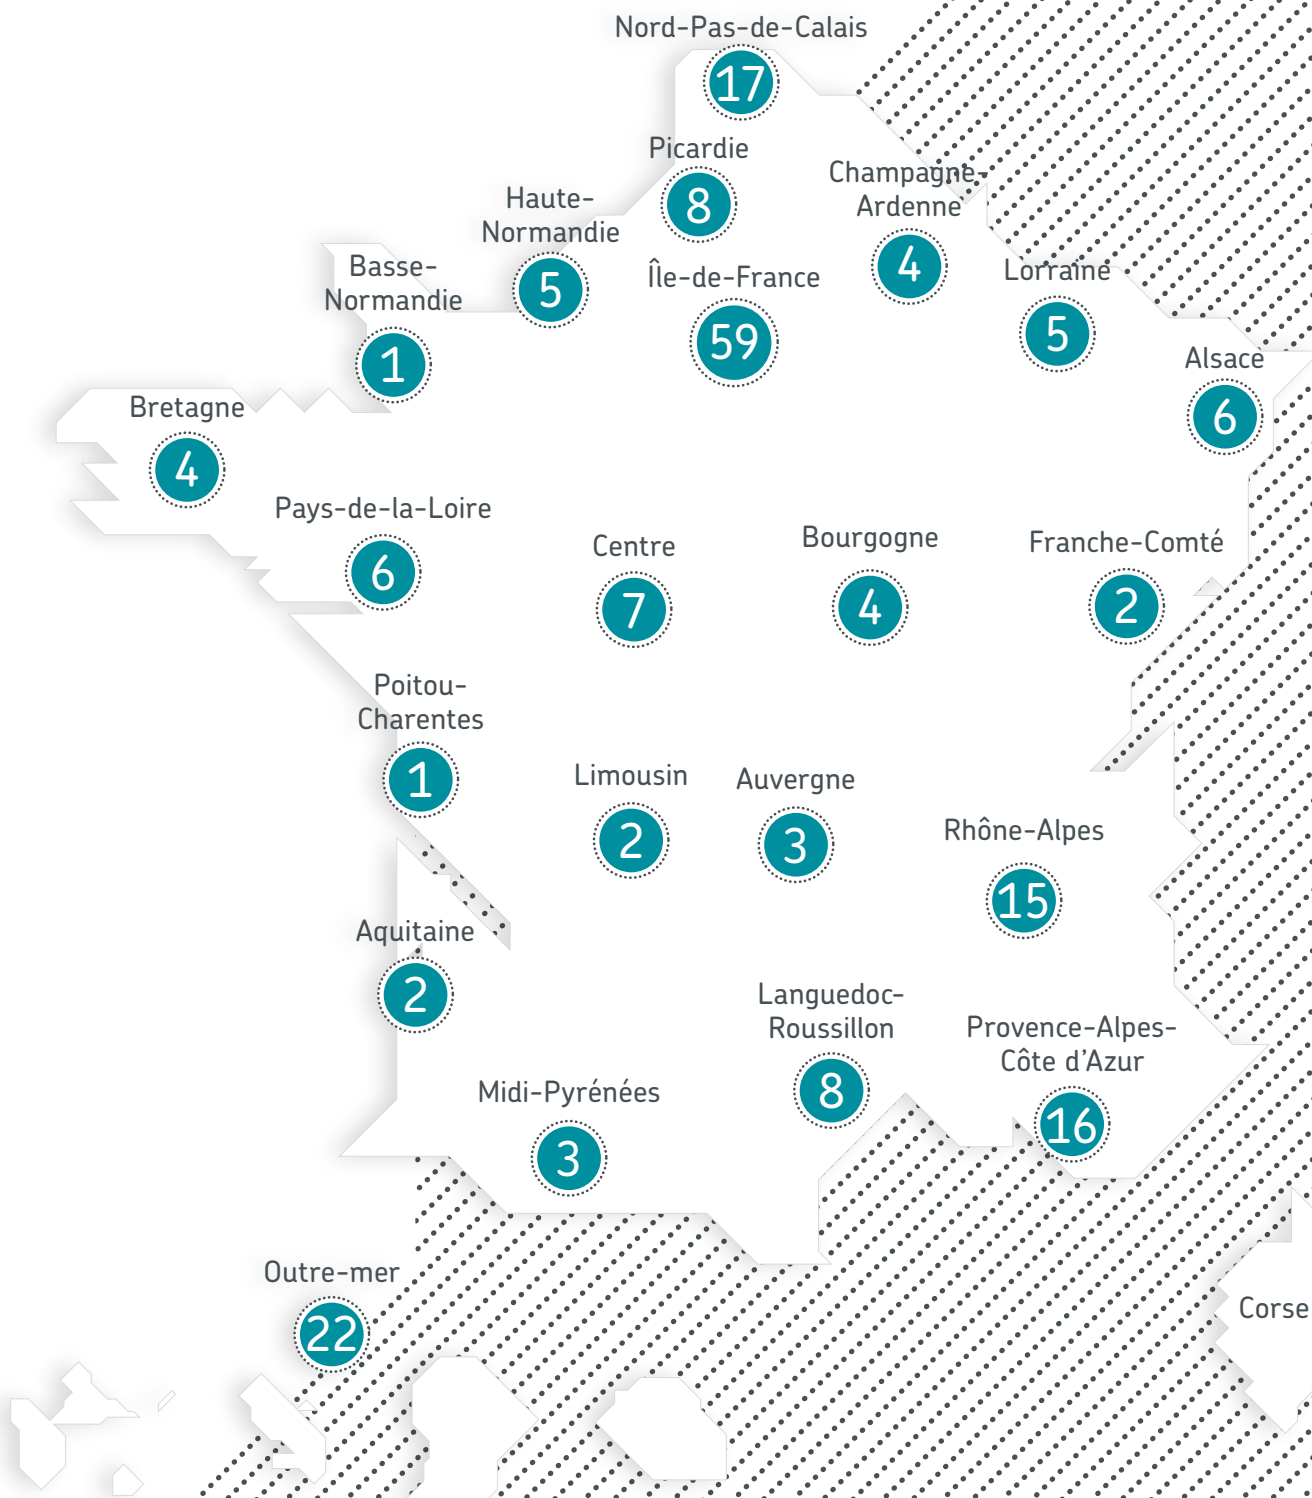 Nord-Pas-de-Calais
17
Picardie
8
Champagne-
Ardenne
4
Haute-
Normandie
5
Basse-
Normandie
1
Île-de-France
59
Lorraine
5
Alsace
6
Bretagne
4
Pays-de-la-Loire
6
Centre
7
Bourgogne
4
Franche-Comté
2
Poitou-
Charentes
1
Limousin
2
Auvergne
3
Rhône-Alpes
15
Aquitaine
2
Languedoc-
Roussillon
8
Provence-Alpes-
Côte d'Azur
16
Midi-Pyrénées
3
Outre-mer
22
Corse